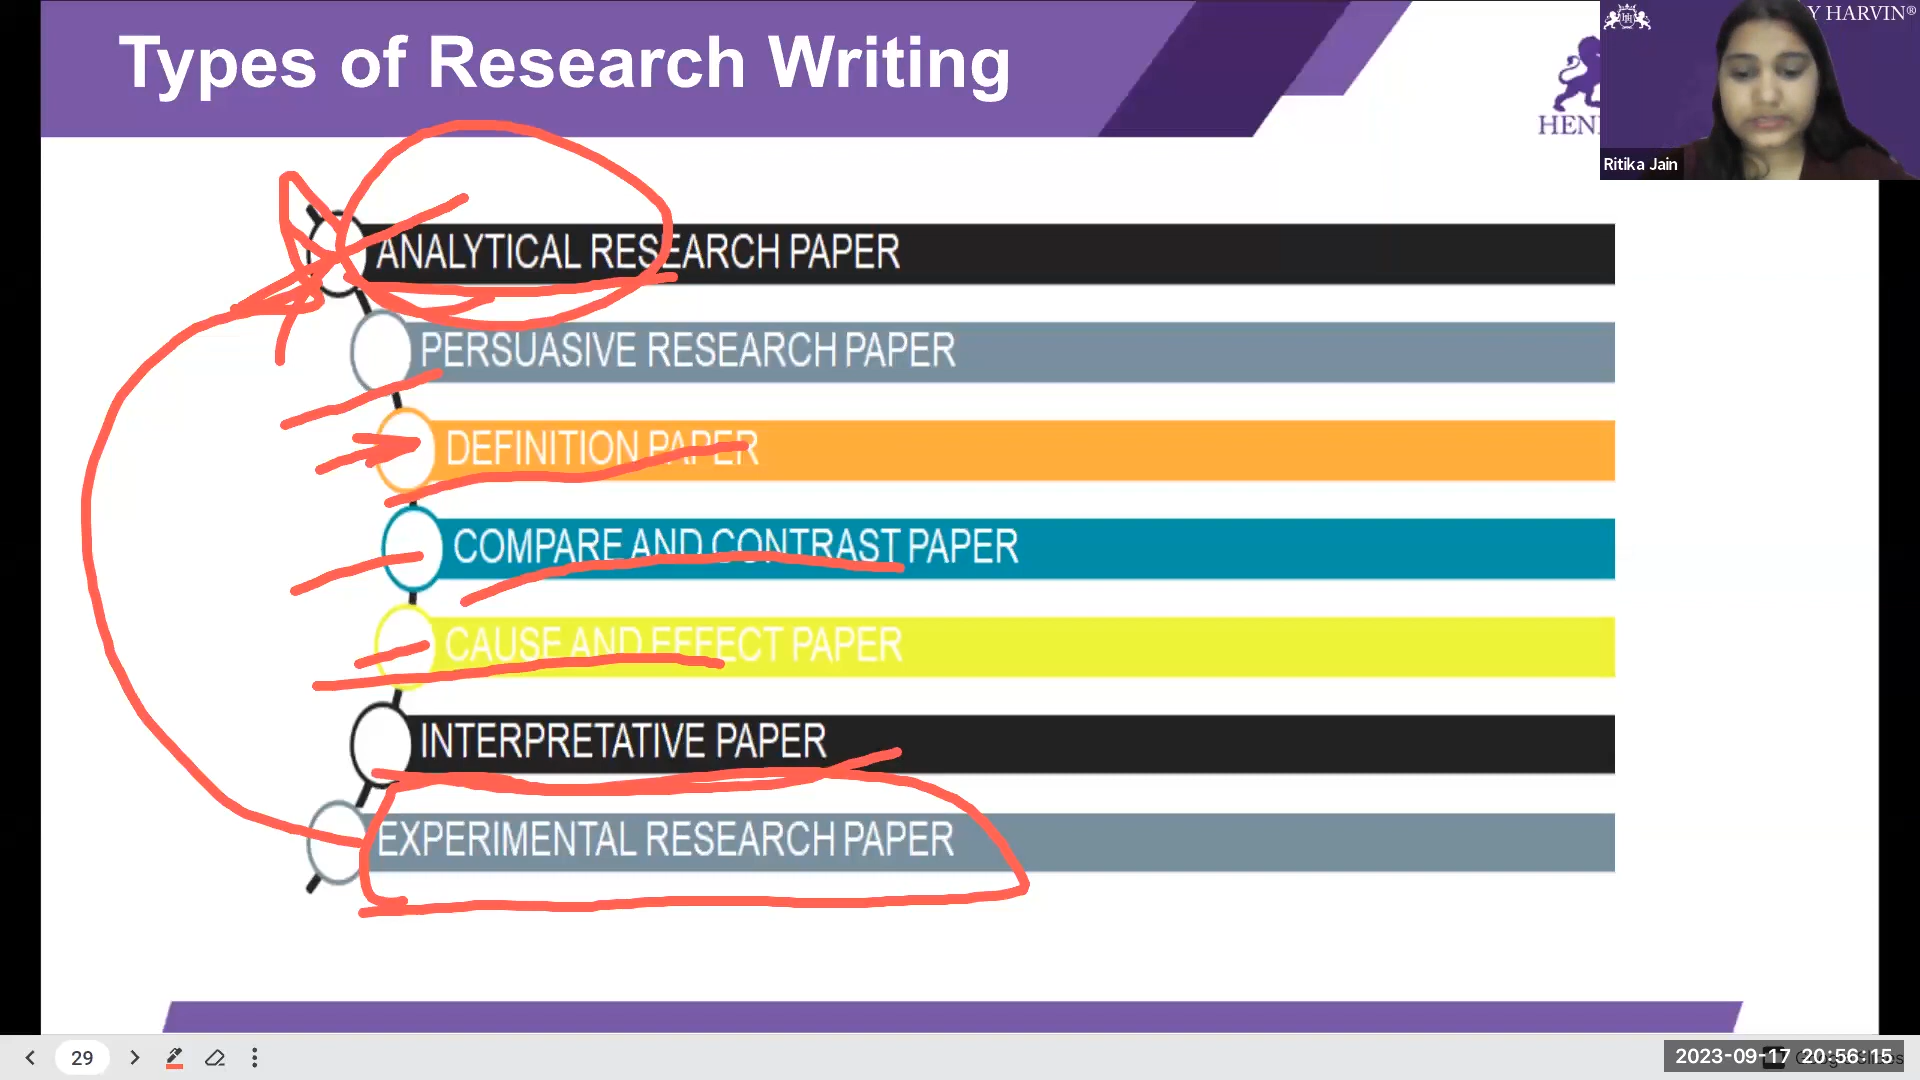 Types of Research Writing
Y HARVIN®
HEN
Ritika Jain
ANALYTICAL RESEARCH PAPER
PERSUASIVE RESEARCH PAPER
DEFINITION PAPER
COMPARE AND CONTRAST PAPER
CAUSE AND EFFECT PAPER
INTERPRETATIVE PAPER
EXPERIMENTAL RESEARCH PAPER
29
2023-09-17 20:56:15